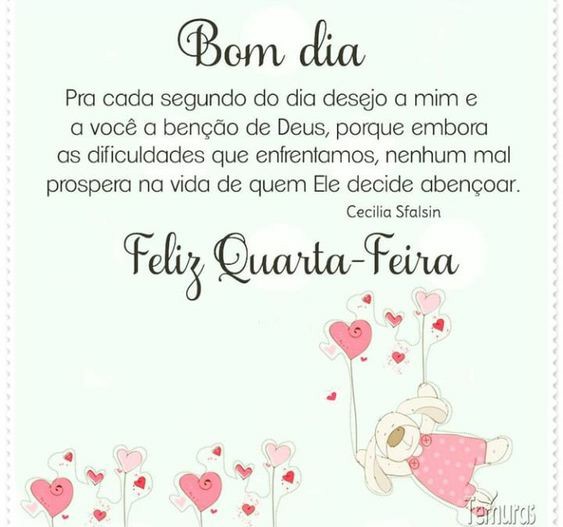 Bom dia
Pra cada segundo do dia desejo a mim e
a você a benção de Deus, porque embora
as dificuldades que enfrentamos, nenhum mal
prospera na vida de quem Ele decide abençoar.
Cecilia Sfalsin
Feliz Quarta-Feira
Ternuras